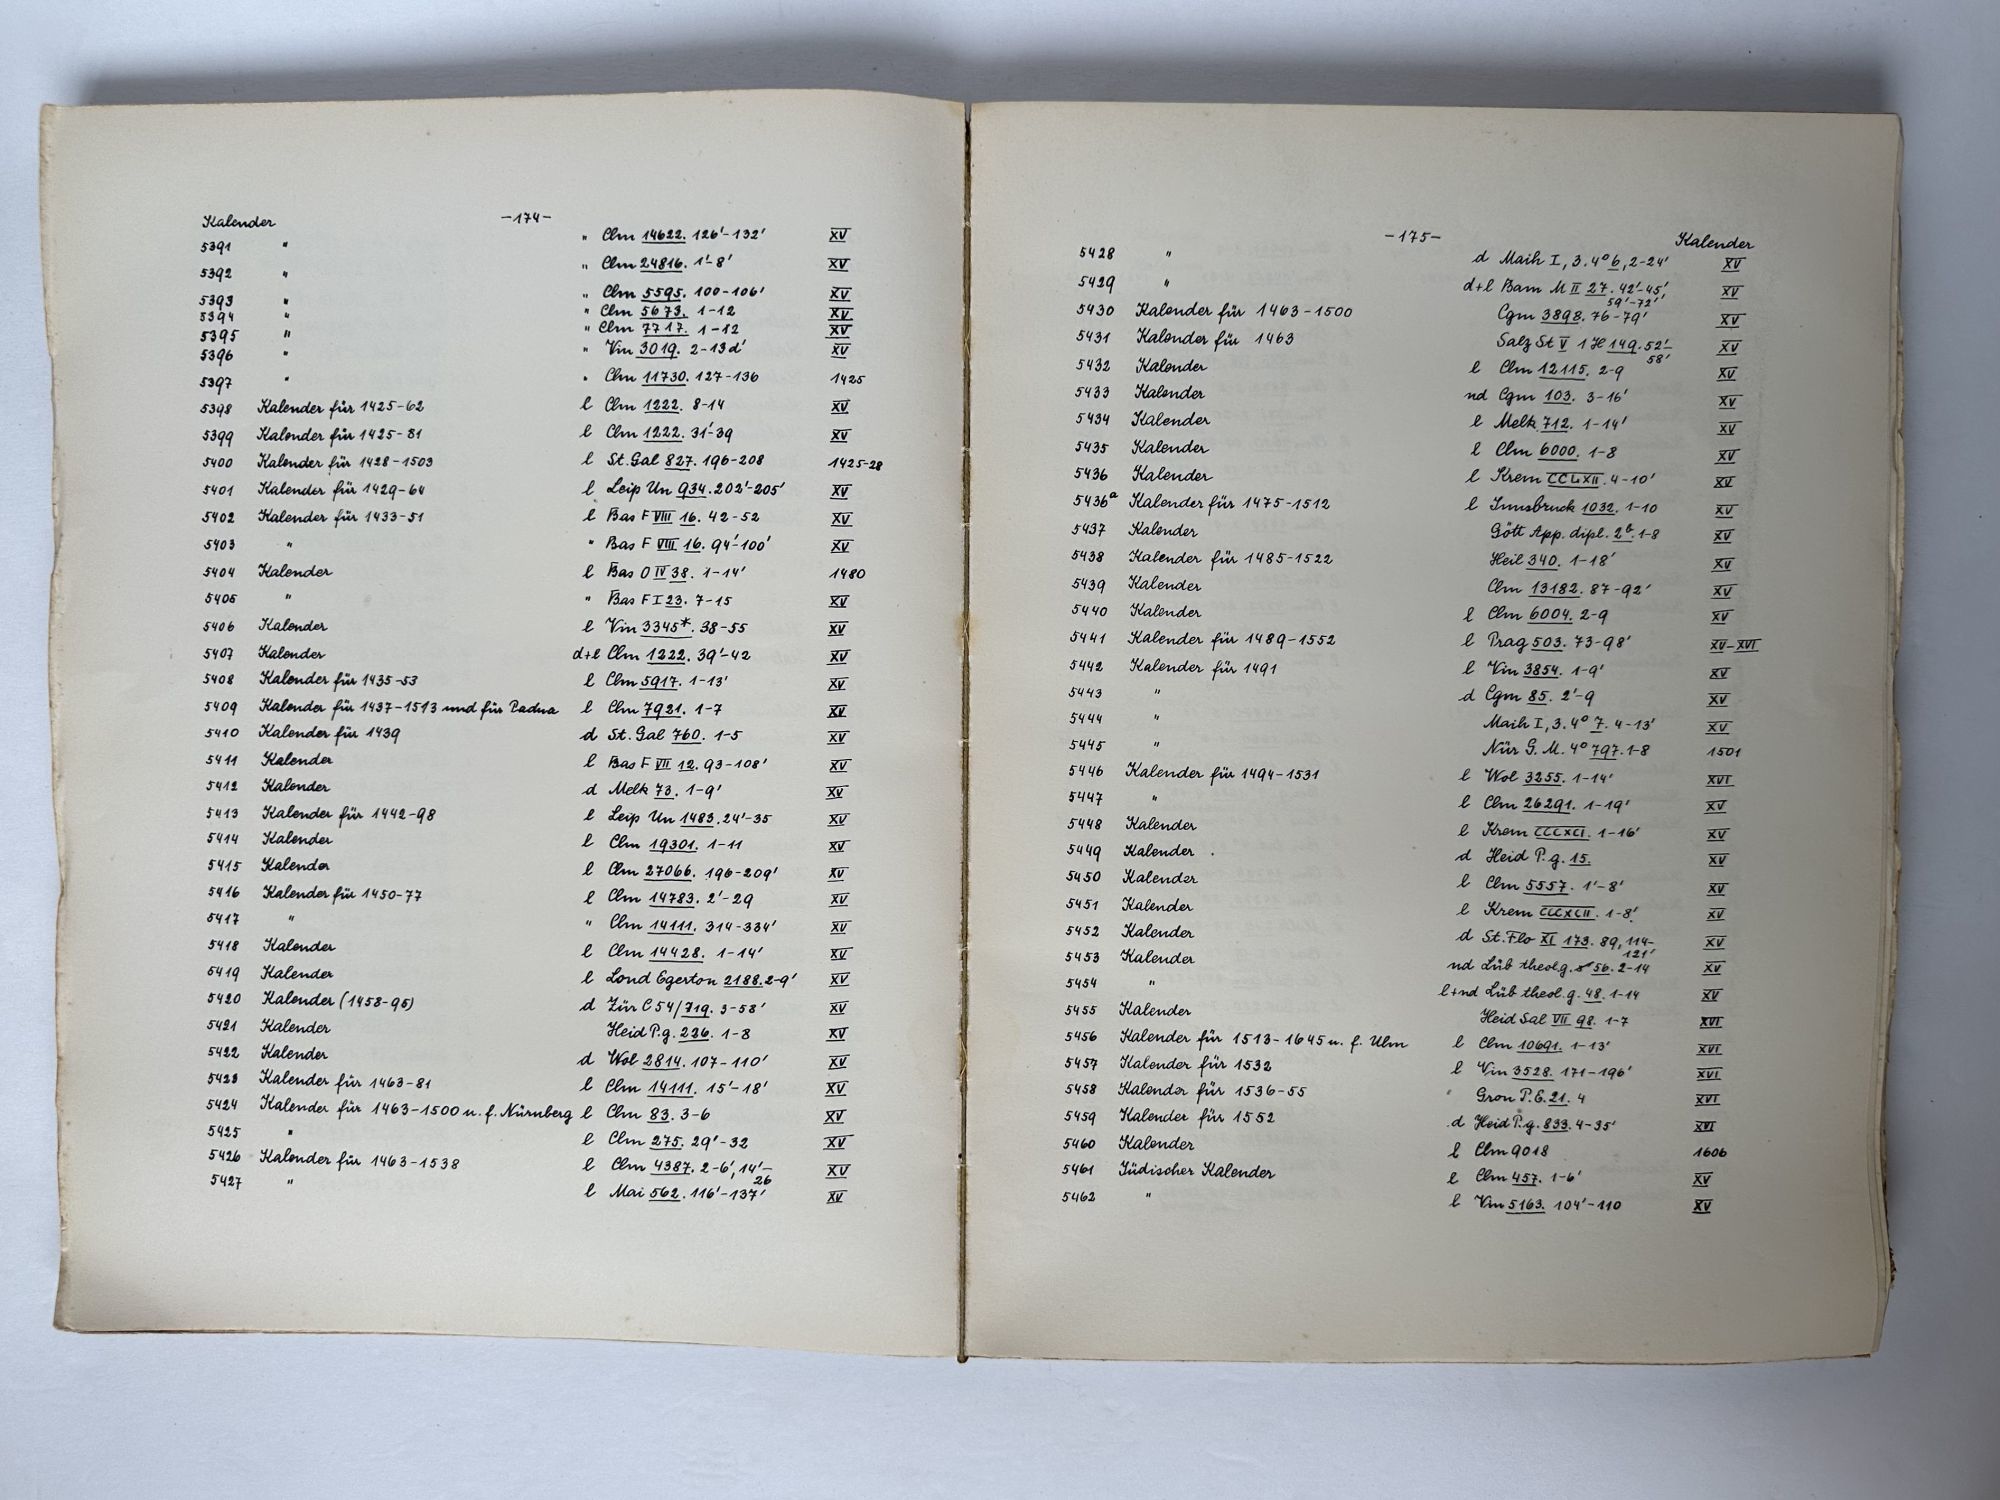 Kalender -174-
5391 " " Clm 14622. 126'-132' XV
5392 " " Clm 24816. 1'-8' XV
5393 " " Clm 5595. 100-106' XV
5394 " " Clm 5673. 1-12 XV
5395 " " Clm 7717. 1-12 XV
5396 " " Vin 3019. 2-13d' XV
5397 " " Clm 11730. 127-136 1425
5398 Kalender für 1425-62 l Clm 1222. 8-14 XV
5399 Kalender für 1425-81 l Clm 1222. 31'-39 XV
5400 Kalender für 1428-1503 l St. Gal 827. 196-208 1425-28
5401 Kalender für 1429-64 l Leip Un 934. 202'-205' XV
5402 Kalender für 1433-51 l Bas F VIII 16. 42-52 XV
5403 " " Bas F VIII 16. 94'-100' XV
5404 Kalender l Bas O IV 38. 1-14' 1480
5405 " " Bas F I 23. 7-15 XV
5406 Kalender l Vin 3345*. 38-55 XV
5407 Kalender d+l Clm 1222. 39'-42 XV
5408 Kalender für 1435-53 l Clm 5917. 1-13' XV
5409 Kalender für 1437-1513 und für Padua l Clm 7921. 1-7 XV
5410 Kalender für 1439 d St. Gal 760. 1-5 XV
5411 Kalender l Bas F VII 12. 93-108' XV
5412 Kalender d Melk 73. 1-9' XV
5413 Kalender für 1442-98 l Leip Un 1483. 24'-35 XV
5414 Kalender l Clm 19301. 1-11 XV
5415 Kalender l Clm 27066. 196-209' XV
5416 Kalender für 1450-77 l Clm 14783. 2'-29 XV
5417 " " Clm 14111. 314-334' XV
5418 Kalender l Clm 14428. 1-14' XV
5419 Kalender l Lond Egerton 2188. 2-9' XV
5420 Kalender (1458-95) d Zür C 54/719. 3-58' XV
5421 Kalender Heid P.g. 226. 1-8 XV
5422 Kalender d Wol 2814. 107-110' XV
5423 Kalender für 1463-81 l Clm 14111. 15'-18' XV
5424 Kalender für 1463-1500 u. f. Nürnberg l Clm 83. 3-6 XV
5425 " l Clm 275. 29'-32 XV
5426 Kalender für 1463-1538 l Clm 4387. 2-6', 14'- XV
26
5427 " l Mai 562. 116'-137' XV
-175- Kalender
5428 " d Maih I, 3. 4° 6, 2-24' XV
5429 " d+l Bam M II 27. 42'-45', XV
59'-72'
5430 Kalender für 1463-1500 Cgm 3898. 76-79' XV
5431 Kalender für 1463 Salz St V 1 H 149. 52'- XV
58'
5432 Kalender l Clm 12115. 2-9 XV
5433 Kalender nd Cgm 103. 3-16' XV
5434 Kalender l Melk 712. 1-14' XV
5435 Kalender l Clm 6000. 1-8 XV
5436 Kalender l Krem CCLXII. 4-10' XV
5436a Kalender für 1475-1512 l Innsbruck 1032. 1-10 XV
5437 Kalender Gött App. dipl. 2b. 1-8 XV
5438 Kalender für 1485-1522 Heil 340. 1-18' XV
5439 Kalender Clm 13182. 87-92' XV
5440 Kalender l Clm 6004. 2-9 XV
5441 Kalender für 1489-1552 l Prag 503. 73-98' XV-XVI
5442 Kalender für 1491 l Vin 3854. 1-9' XV
5443 " d Cgm 85. 2'-9 XV
5444 " Maih I, 3. 4° 7. 4-13' XV
5445 " Nür G. M. 4° 797. 1-8 1501
5446 Kalender für 1494-1531 l Wol 3255. 1-14' XVI
5447 " l Clm 26291. 1-19' XV
5448 Kalender l Krem CCCXCI. 1-16' XV
5449 Kalender d Heid P. g. 15. XV
5450 Kalender l Clm 5557. 1'-8' XV
5451 Kalender l Krem CCCXCII. 1-8' XV
5452 Kalender d St. Flo XI 173. 89, 114- XV
121'
5453 Kalender nd Lüb theol. g. 56. 2-14 XV
5454 " l+nd Lüb theol. g. 48. 1-14 XV
5455 Kalender Heid Sal VII 98. 1-7 XVI
5456 Kalender für 1513-1645 u. f. Ulm l Clm 10691. 1-13' XVI
5457 Kalender für 1532 l Vin 3528. 171-196' XVI
5458 Kalender für 1536-55 ' Gron P. E. 21. 4 XVI
5459 Kalender für 1552 d Heid P. g. 833. 4-35' XVI
5460 Kalender l Clm 9018 1606
5461 Jüdischer Kalender l Clm 457. 1-6' XV
5462 " l Vin 5163. 104'-110 XV